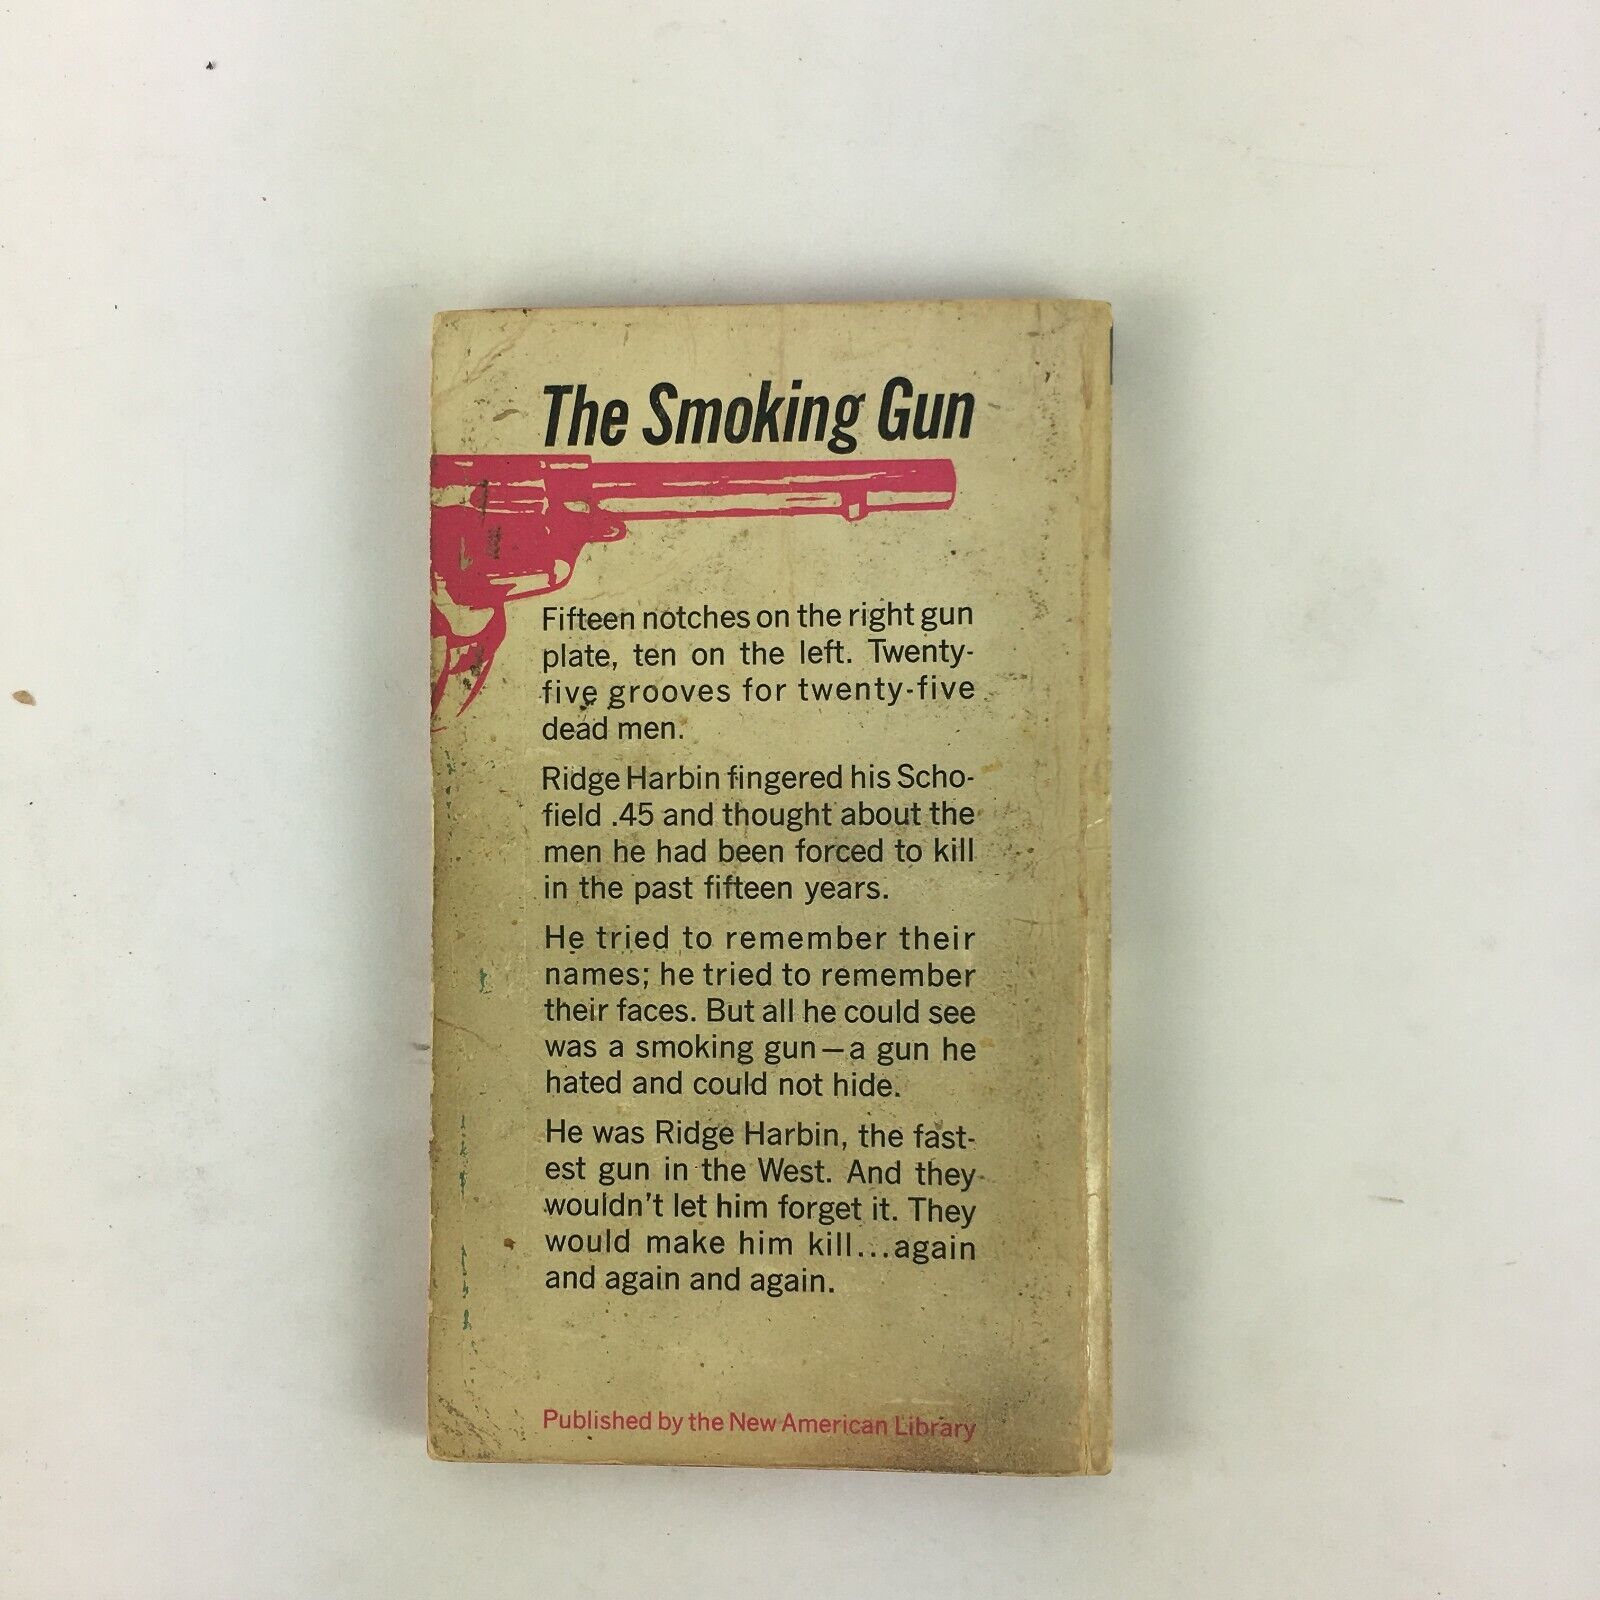 The Smoking Gun
Fifteen notches on the right gun
plate, ten on the left. Twenty-
five grooves for twenty-five
dead men.
Ridge Harbin fingered his Scho-
field .45 and thought about the
men he had been forced to kill
in the past fifteen years.
He tried to remember their
names; he tried to remember
their faces. But all he could see
was a smoking gun—a gun he
hated and could not hide.
He was Ridge Harbin, the fast-
est gun in the West. And they
wouldn't let him forget it. They
would make him kill...again
and again and again.
Published by the New American Library